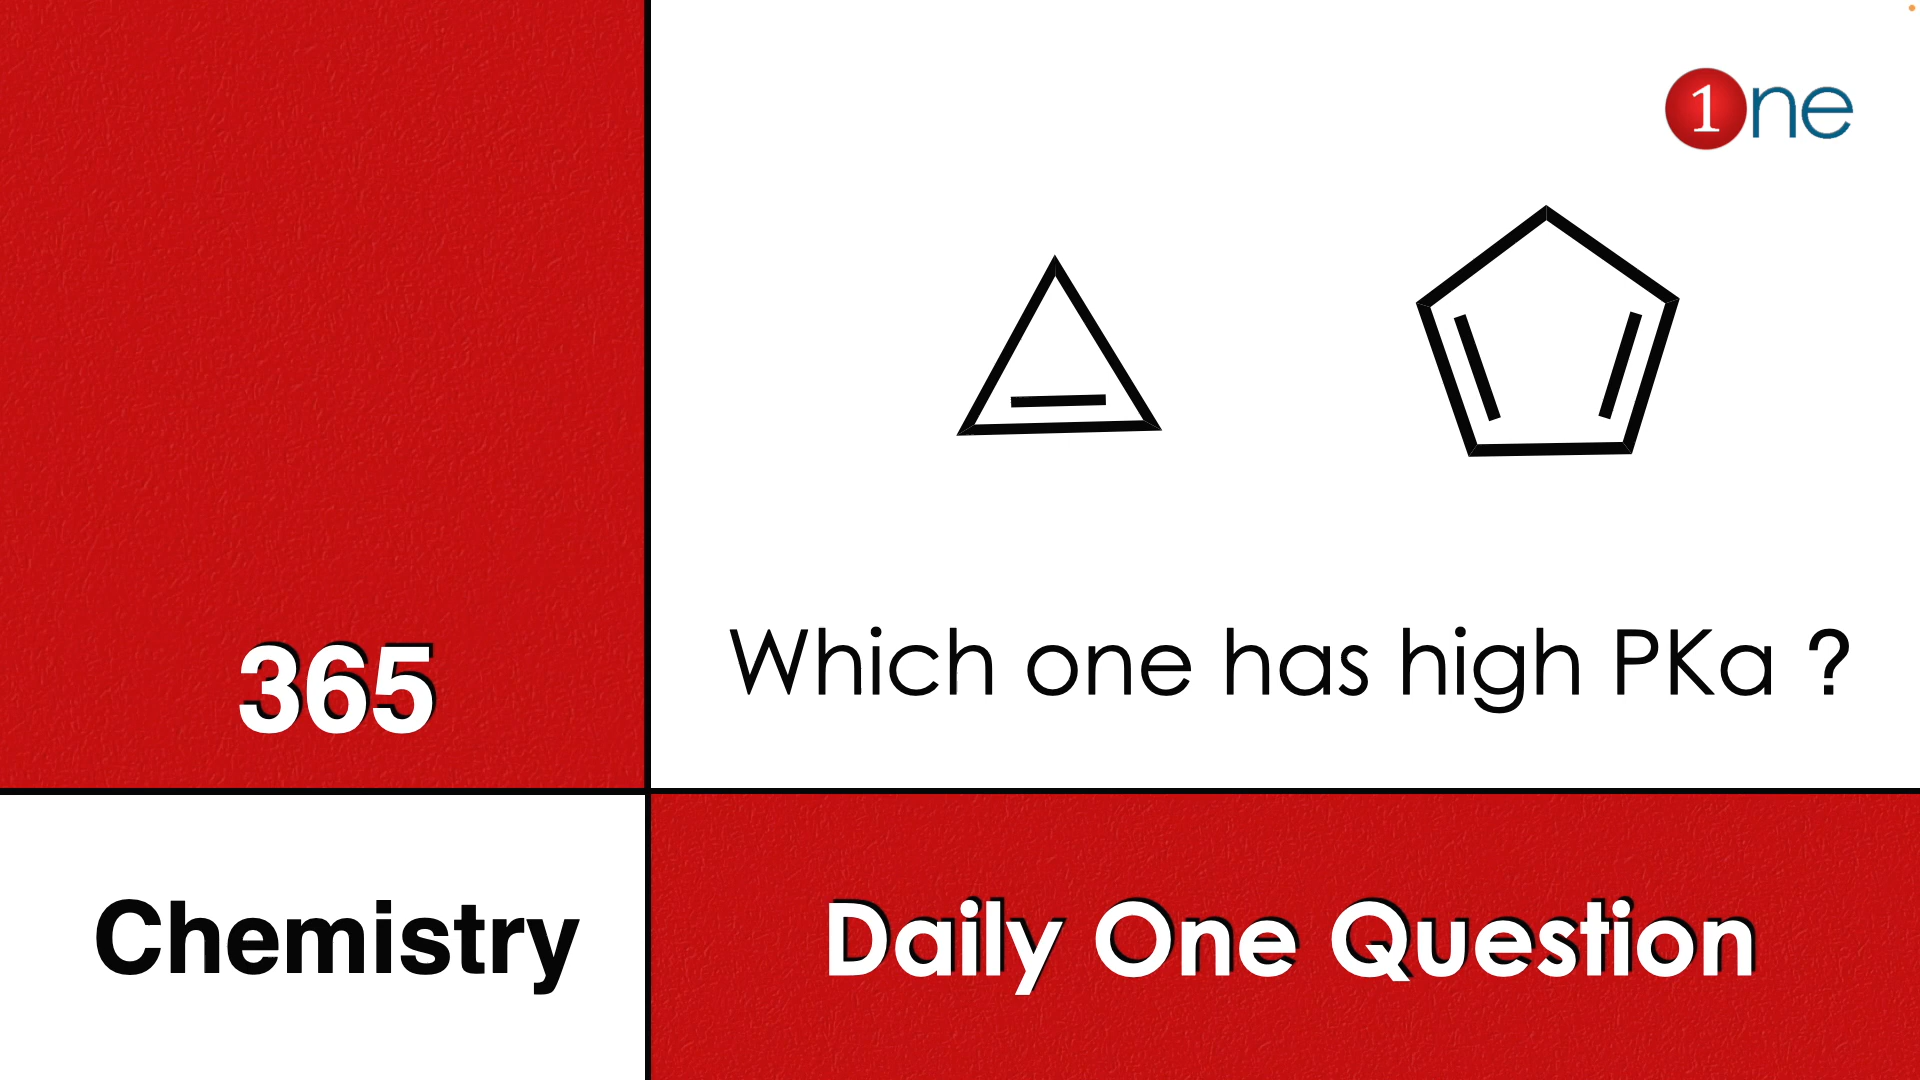 1ne
365
Which one has high PKa ?
Chemistry
Daily One Question